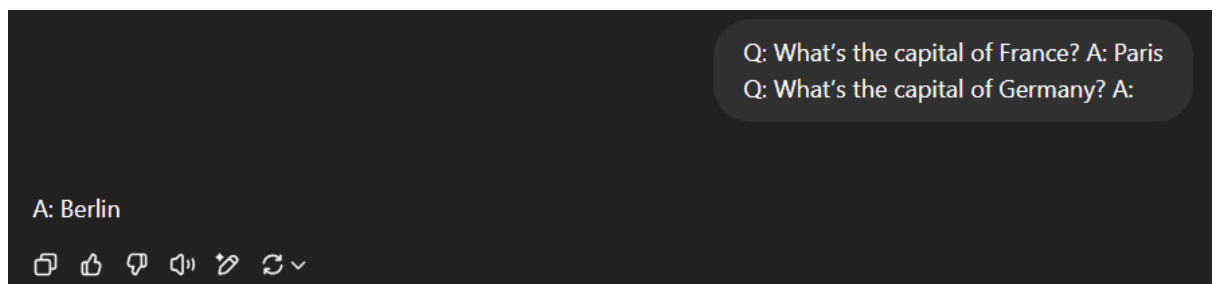 Q: What’s the capital of France? A: Paris
Q: What’s the capital of Germany? A:
A: Berlin